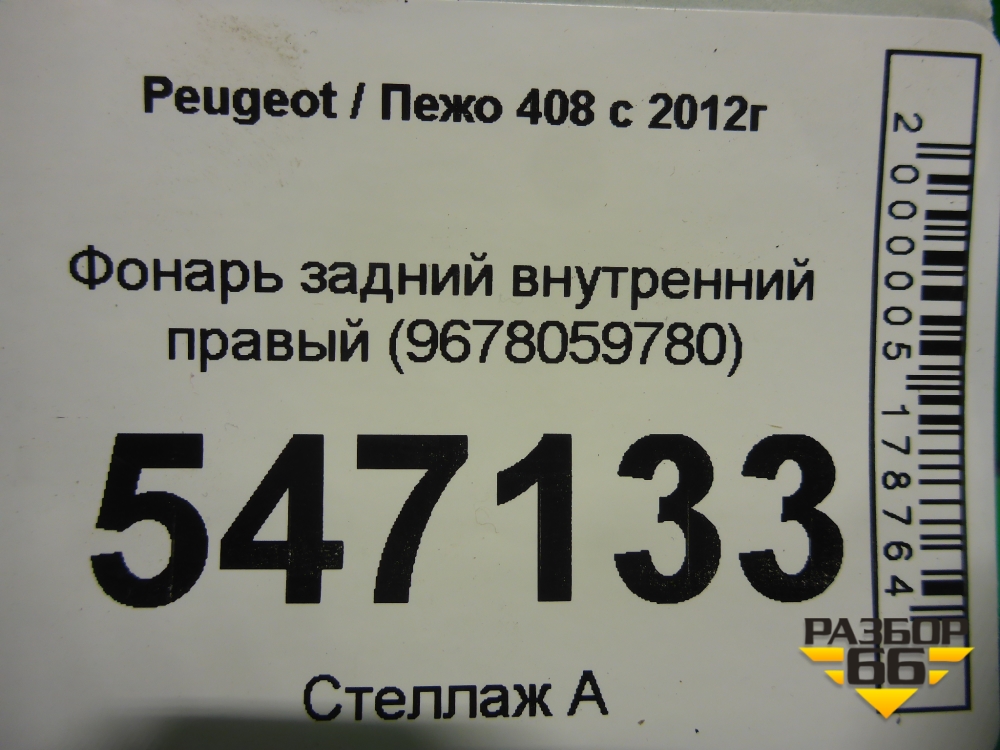 Peugeot / Пежо 408 с 2012г
Фонарь задний внутренний
правый (9678059780)
547133
Стеллаж А
2000005178764
РАЗБОР
66